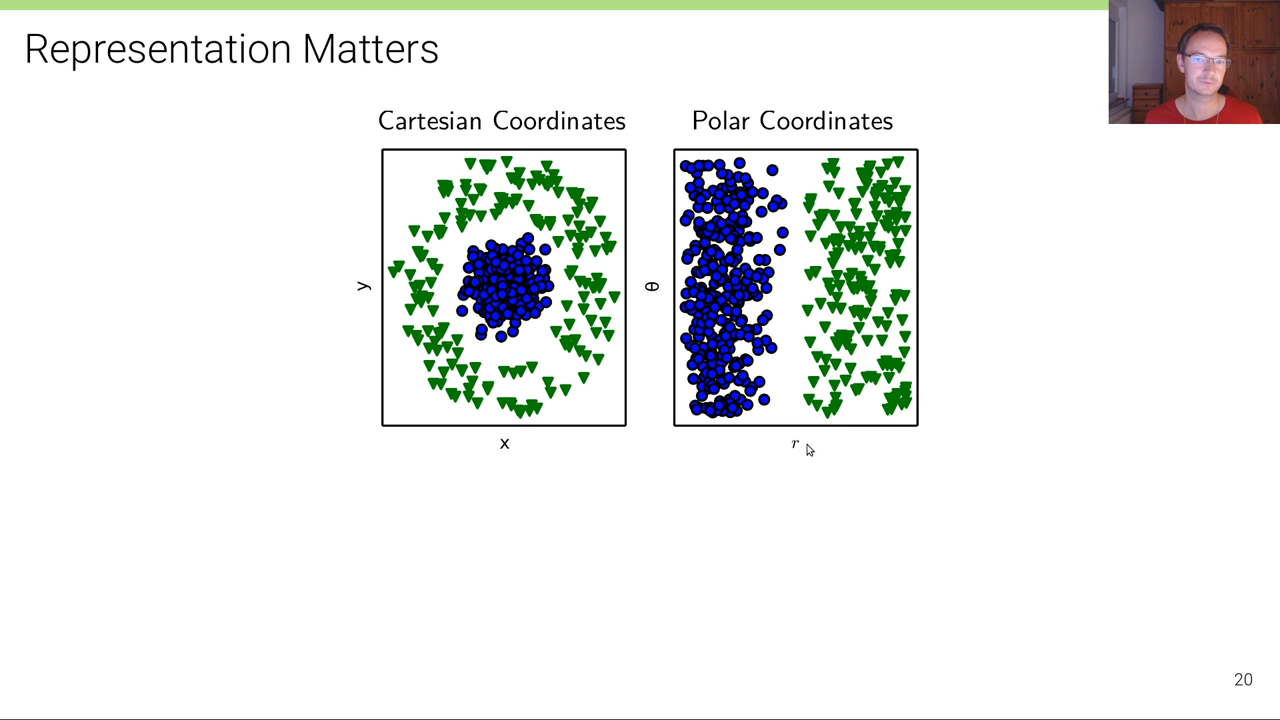 Representation Matters
Cartesian Coordinates
Polar Coordinates
y
θ
x
r
20